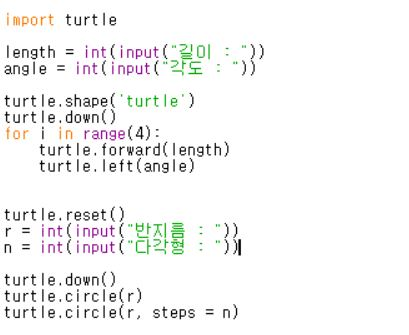 import turtle
length = int(input("길이 : "))
angle = int(input("각도 : "))
turtle.shape('turtle')
turtle.down()
for i in range(4):
    turtle.forward(length)
    turtle.left(angle)
turtle.reset()
r = int(input("반지름 : "))
n = int(input("다각형 : "))
turtle.down()
turtle.circle(r)
turtle.circle(r, steps = n)